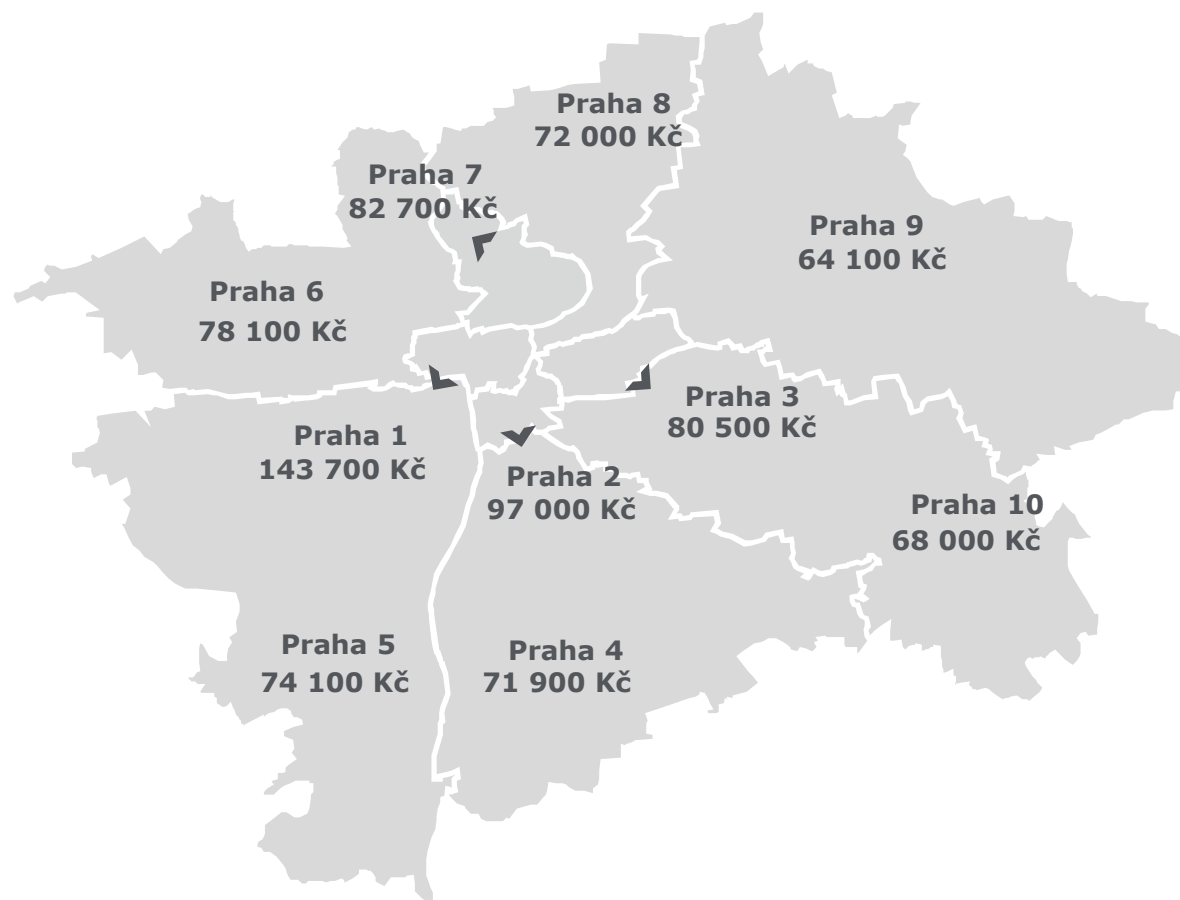 Praha 8
72 000 Kč
Praha 7
82 700 Kč
Praha 9
64 100 Kč
Praha 6
78 100 Kč
Praha 3
80 500 Kč
Praha 1
143 700 Kč
Praha 2
97 000 Kč
Praha 10
68 000 Kč
Praha 5
74 100 Kč
Praha 4
71 900 Kč